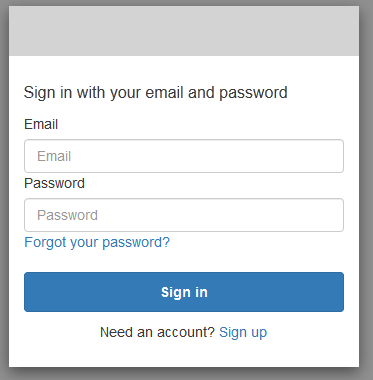 Sign in with your email and password
Email
Email
Password
Password
Forgot your password?
Sign in
Need an account? Sign up